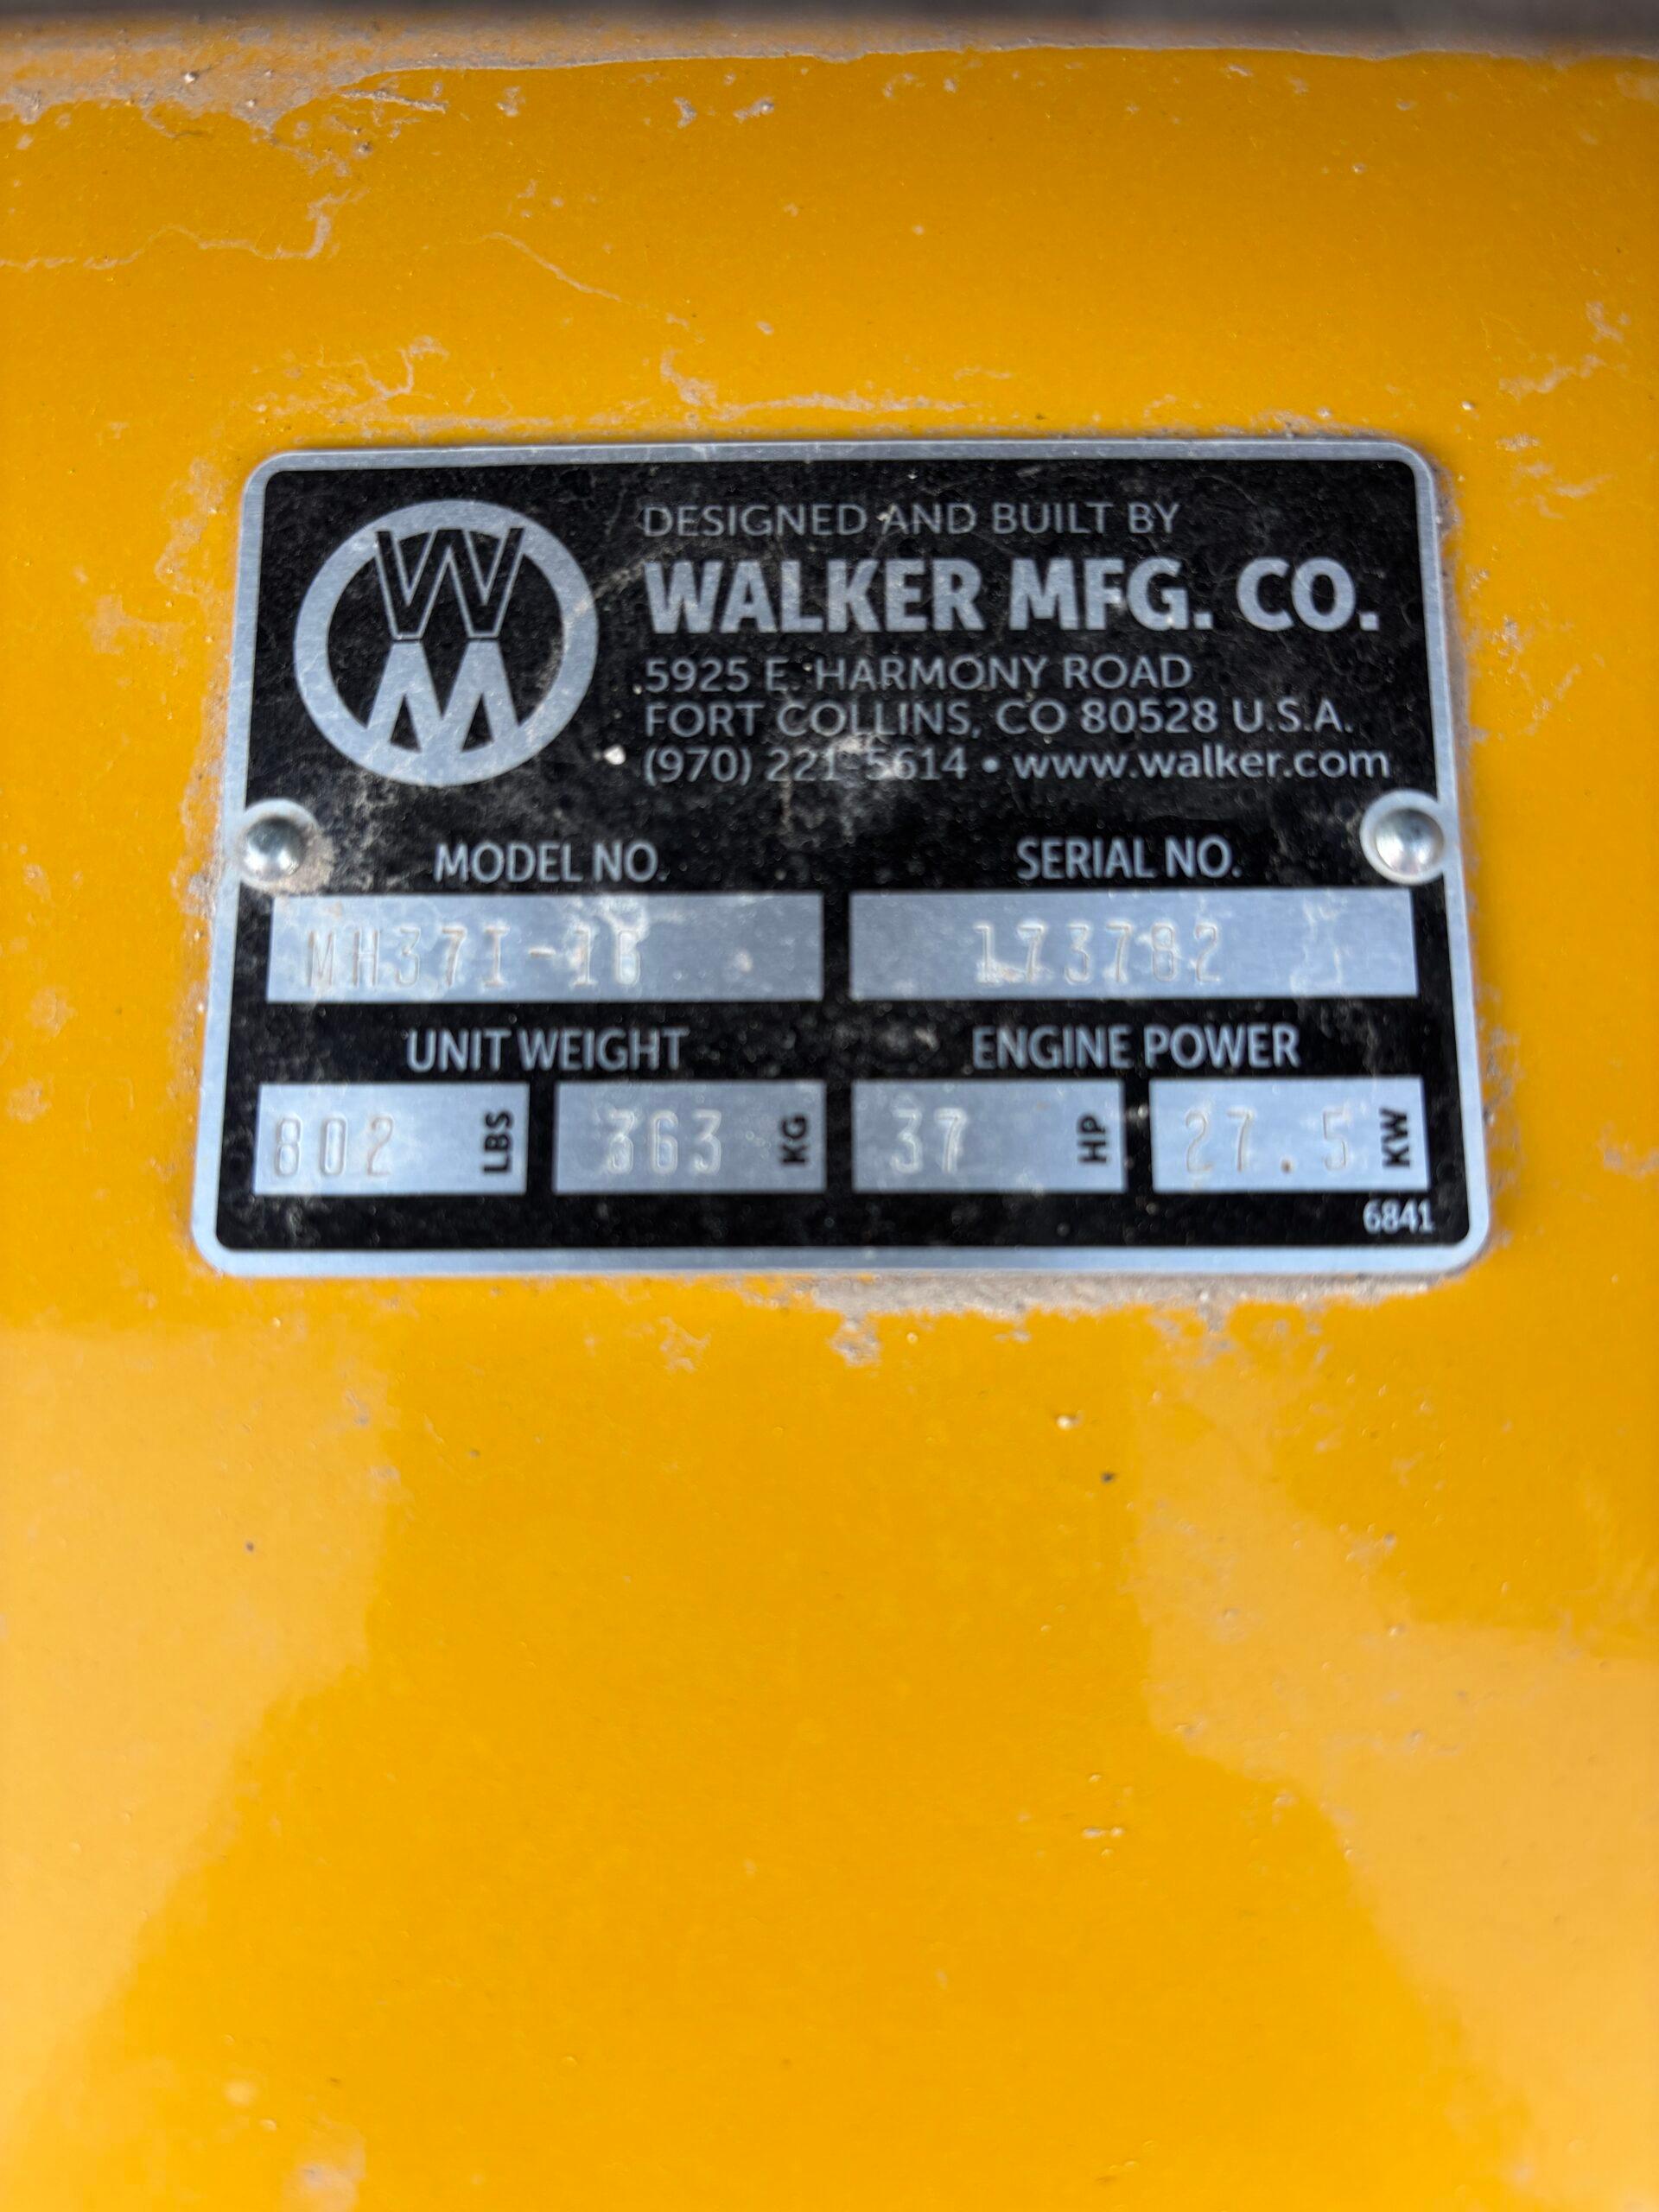 W
M
DESIGNED AND BUILT BY
WALKER MFG. CO.
5925 E. HARMONY ROAD
FORT COLLINS, CO 80528 U.S.A.
(970) 221-5614 • www.walker.com
MODEL NO. SERIAL NO.
173782
UNIT WEIGHT ENGINE POWER
802 LBS 363 KG 37 HP 27.5 KW
6841